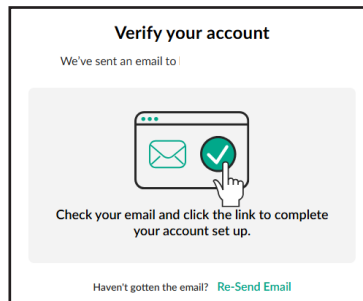 Verify your account
We've sent an email to
Check your email and click the link to complete
your account set up.
Haven't gotten the email? Re-Send Email